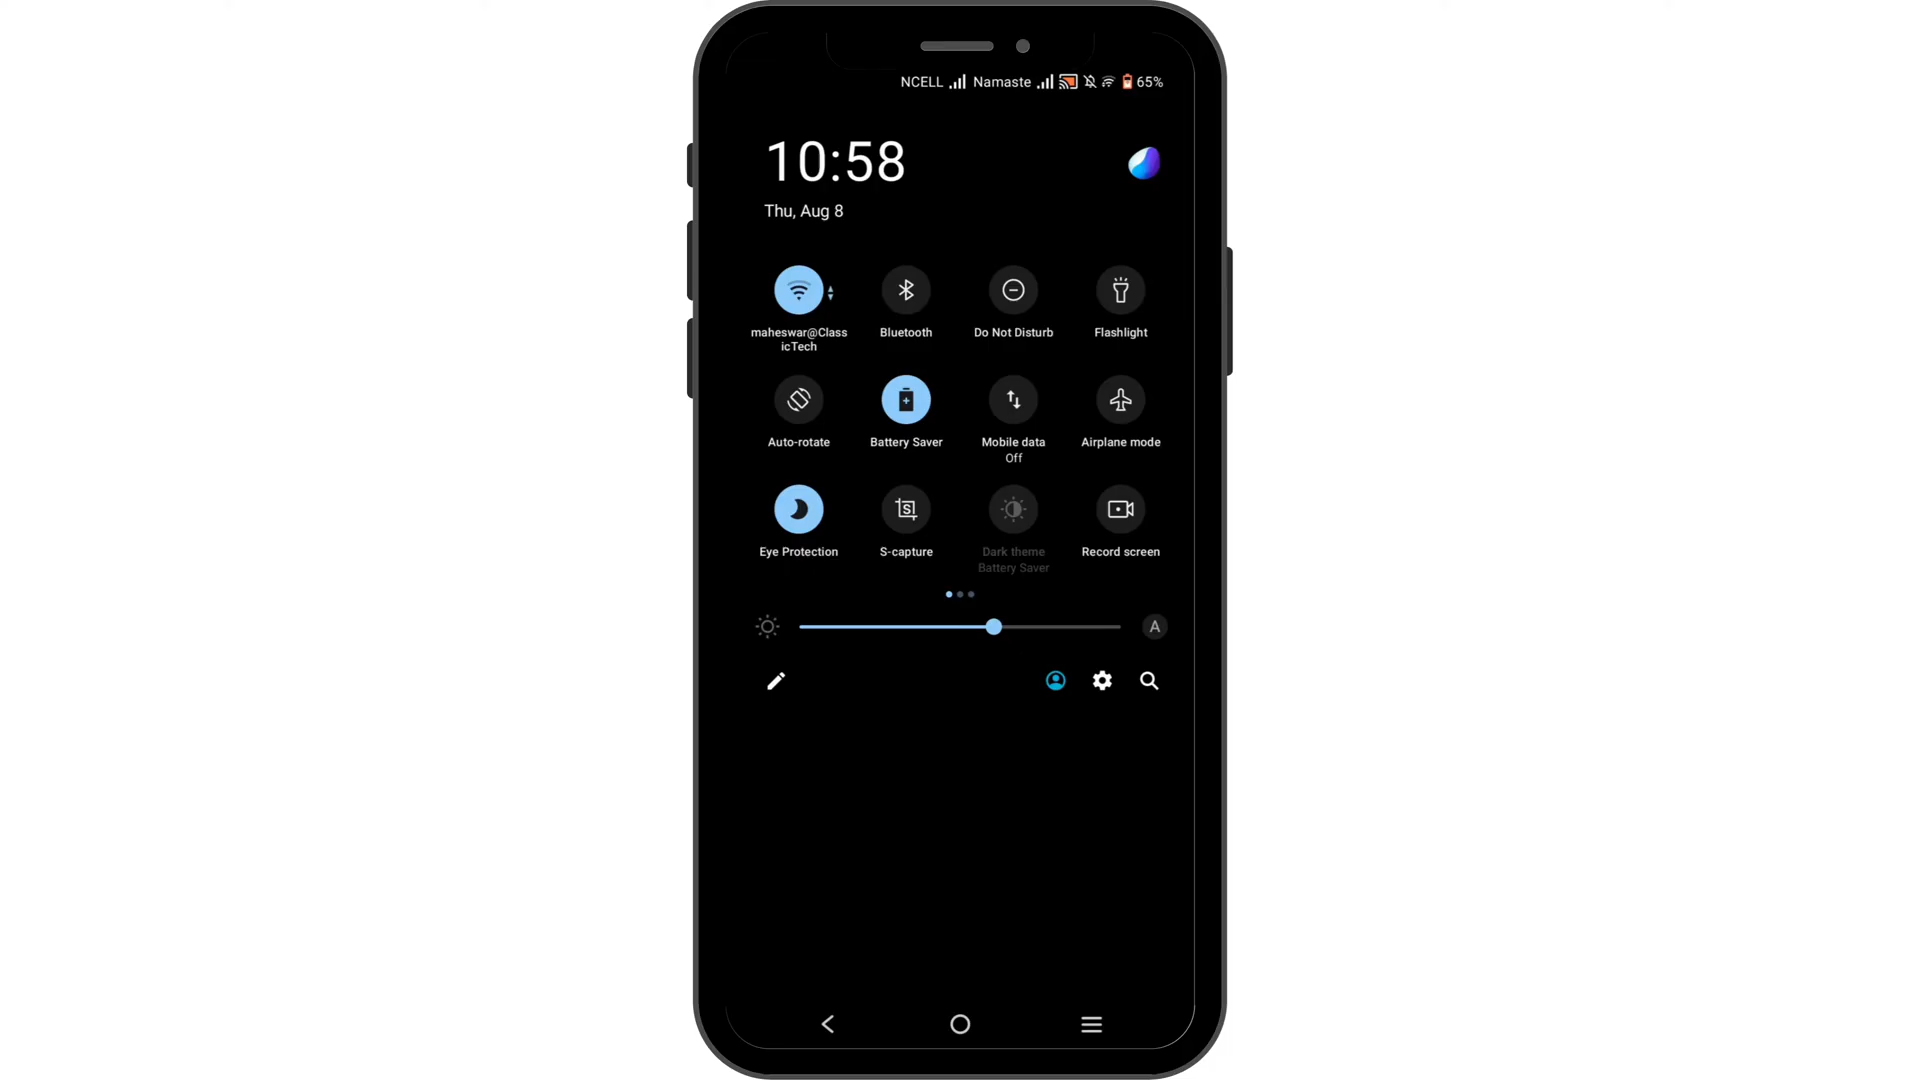 NCELL Namaste 65%
10:58
Thu, Aug 8
maheswar@Class
icTech
Bluetooth
Do Not Disturb
Flashlight
Auto-rotate
Battery Saver
Mobile data
Off
Airplane mode
Eye Protection
S-capture
Dark theme
Battery Saver
Record screen
A